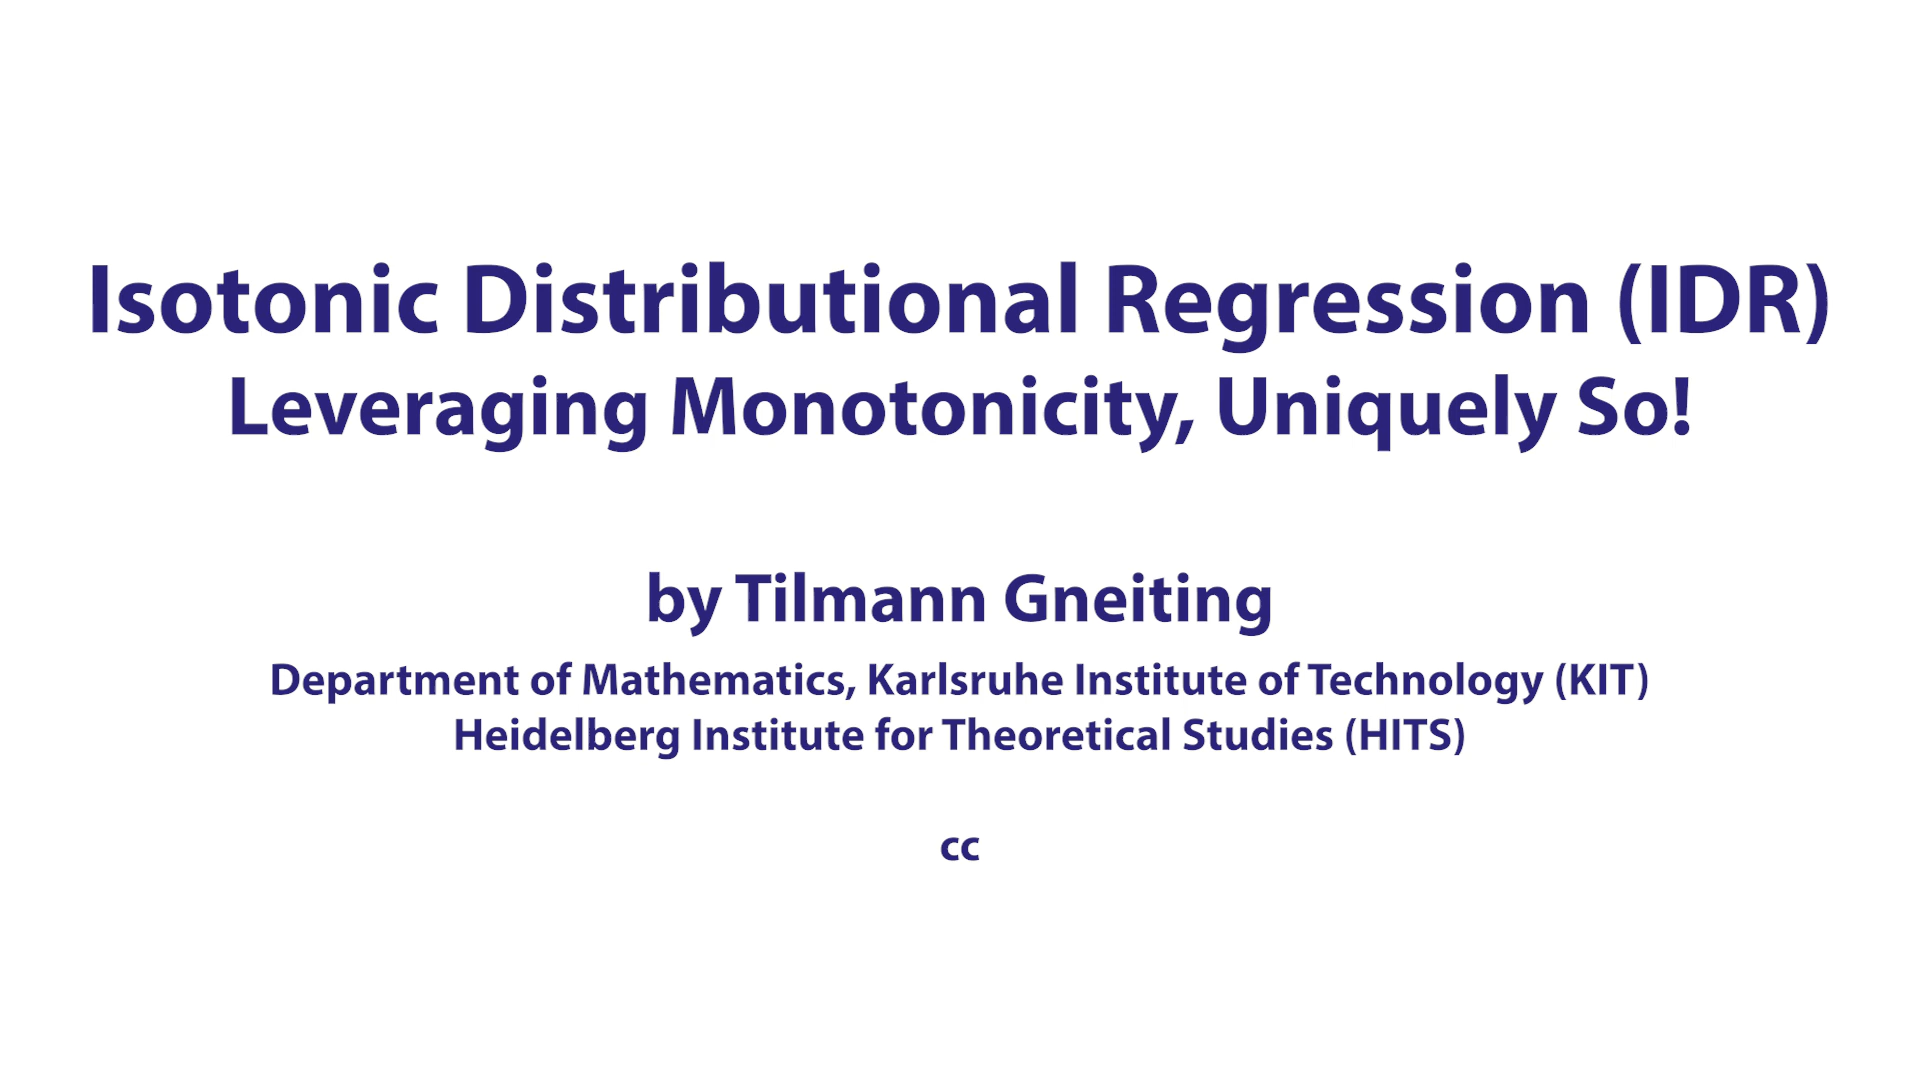 Isotonic Distributional Regression (IDR)
Leveraging Monotonicity, Uniquely So!
by Tilmann Gneiting
Department of Mathematics, Karlsruhe Institute of Technology (KIT)
Heidelberg Institute for Theoretical Studies (HITS)
cc